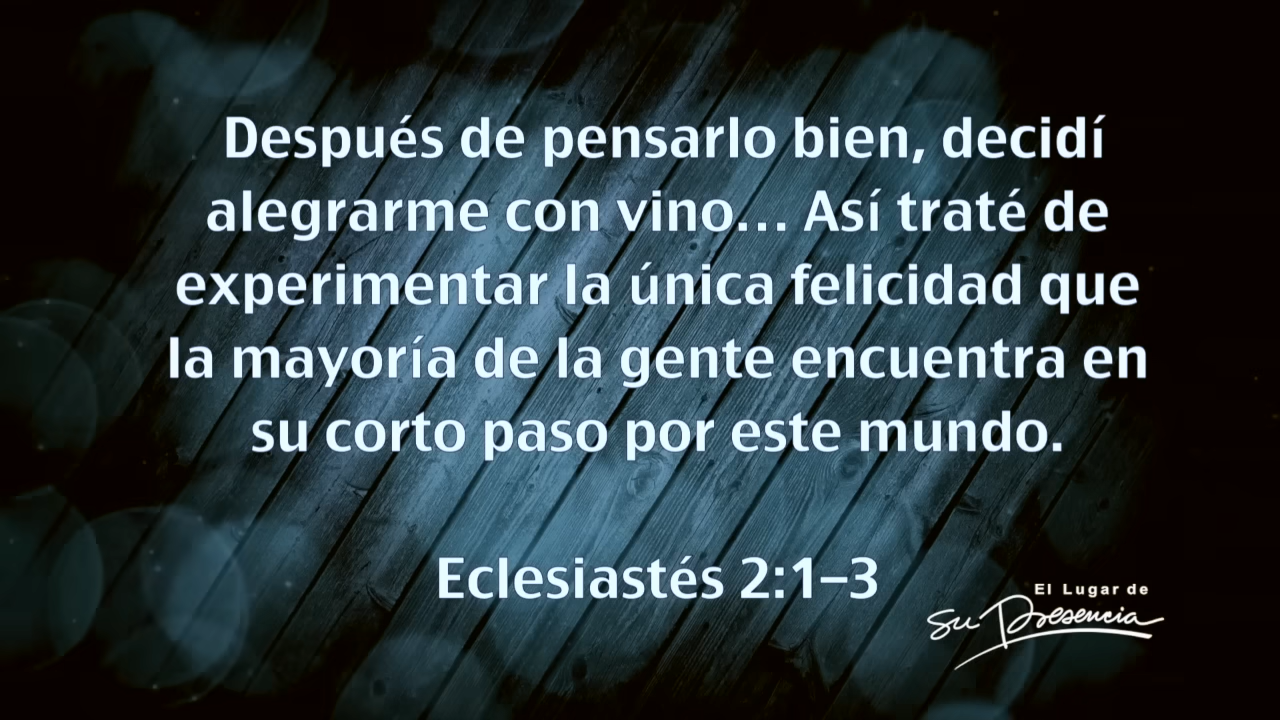 Después de pensarlo bien, decidí
alegrarme con vino... Así traté de
experimentar la única felicidad que
la mayoría de la gente encuentra en
su corto paso por este mundo.
Eclesiastés 2:1–3
El Lugar de
Su Presencia